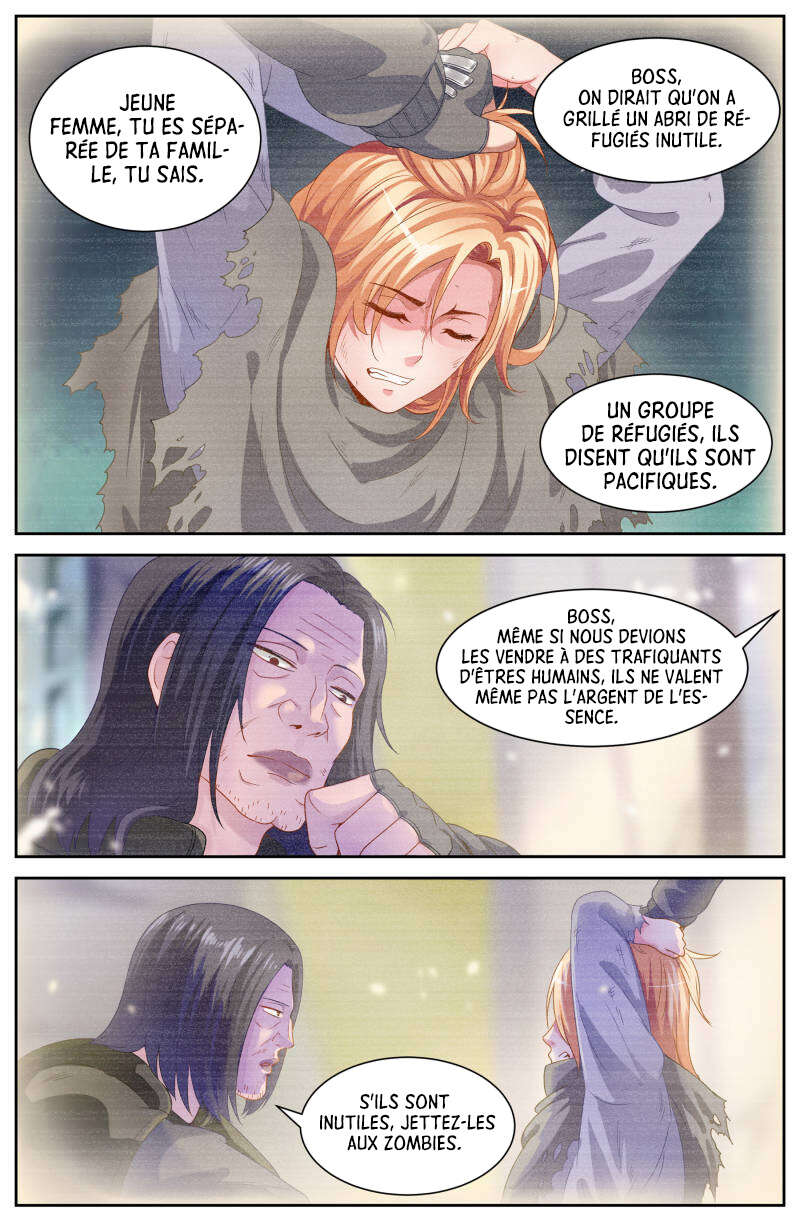 JEUNE
FEMME, TU ES SÉPA-
RÉE DE TA FAMIL-
LE, TU SAIS.
BOSS,
ON DIRAIT QU'ON A
GRILLÉ UN ABRI DE RÉ-
FUGIÉS INUTILE.
UN GROUPE
DE RÉFUGIÉS, ILS
DISENT QU'ILS SONT
PACIFIQUES.
BOSS,
MÊME SI NOUS DEVIONS
LES VENDRE À DES TRAFIQUANTS
D'ÊTRES HUMAINS, ILS NE VALENT
MÊME PAS L'ARGENT DE L'ES-
SENCE.
S'ILS SONT
INUTILES, JETTEZ-LES
AUX ZOMBIES.